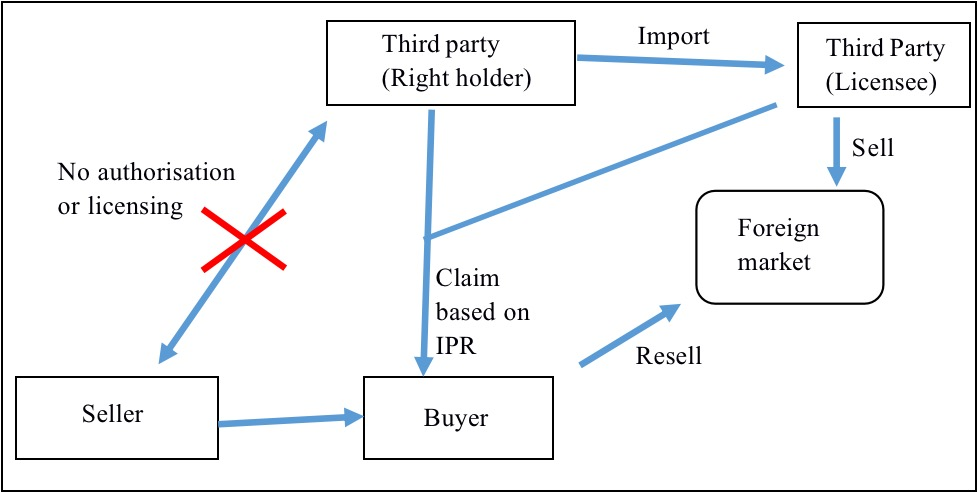 Third party
(Right holder)
Import
Third Party
(Licensee)
No authorisation
or licensing
Sell
Foreign
market
Claim
based on
IPR
Resell
Seller
Buyer